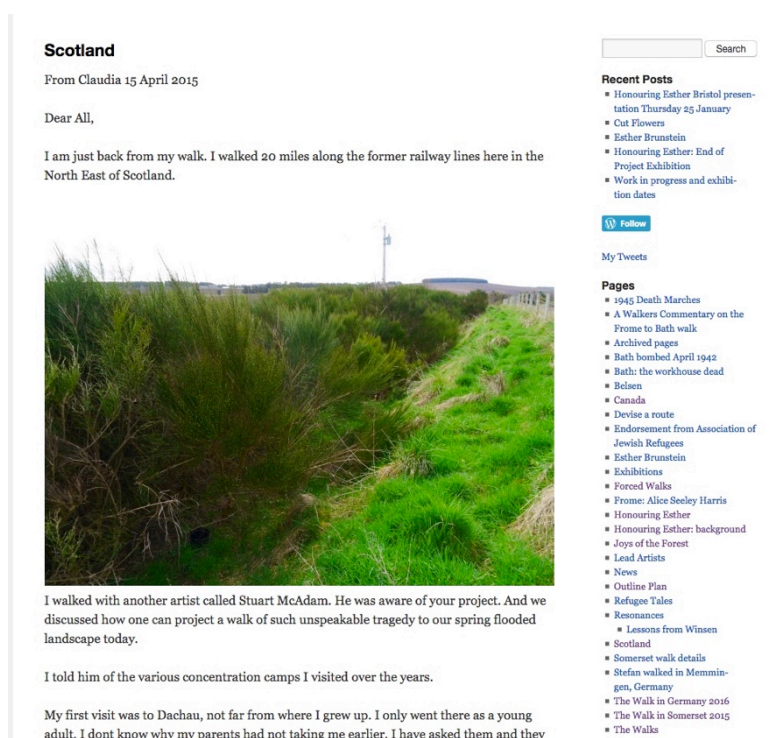 Scotland
From Claudia 15 April 2015
Dear All,
I am just back from my walk. I walked 20 miles along the former railway lines here in the
North East of Scotland.
I walked with another artist called Stuart McAdam. He was aware of your project. And we
discussed how one can project a walk of such unspeakable tragedy to our spring flooded
landscape today.
I told him of the various concentration camps I visited over the years.
My first visit was to Dachau, not far from where I grew up. I only went there as a young
adult. I dont know why my parents had not taking me earlier. I have asked them and they
Search
Recent Posts
Honouring Esther Bristol presen-
tation Thursday 25 January
Cut Flowers
Esther Brunstein
Honouring Esther: End of
Project Exhibition
Work in progress and exhibi-
tion dates
Follow
My Tweets
Pages
1945 Death Marches
A Walkers Commentary on the
Frome to Bath walk
Archived pages
Bath bombed April 1942
Bath: the workhouse dead
Belsen
Canada
Devise a route
Endorsement from Association of
Jewish Refugees
Esther Brunstein
Exhibitions
Forced Walks
Frome: Alice Seeley Harris
Honouring Esther
Honouring Esther: background
Joys of the Forest
Lead Artists
News
Outline Plan
Refugee Tales
Resonances
Lessons from Winsen
Scotland
Somerset walk details
Stefan walked in Memmin-
gen, Germany
The Walk in Germany 2016
The Walk in Somerset 2015
The Walks